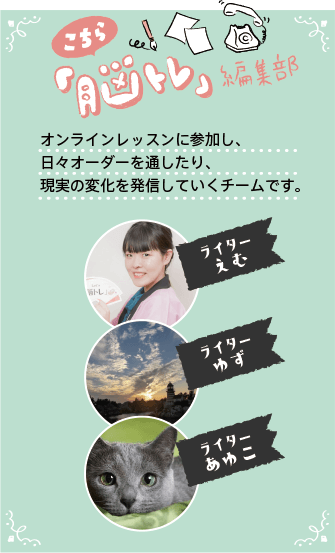 こちら
「脳トレ」編集部
オンラインレッスンに参加し、
日々オーダーを通したり、
現実の変化を発信していくチームです。
ライター
えむ
ライター
ゆず
ライター
あゆこ